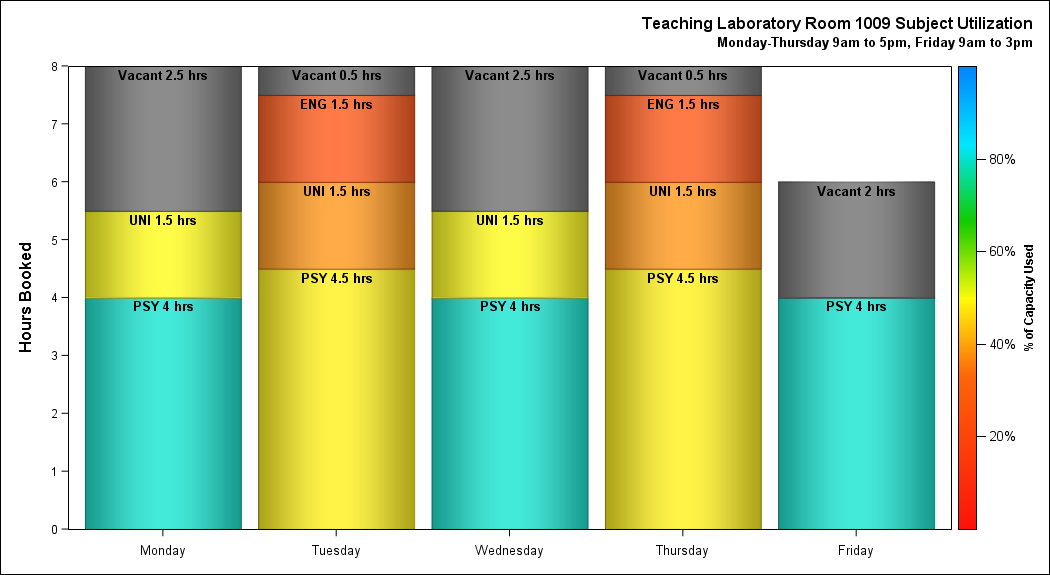 Teaching Laboratory Room 1009 Subject Utilization
Monday-Thursday 9am to 5pm, Friday 9am to 3pm
Hours Booked
8
7
6
5
4
3
2
1
0
Vacant 2.5 hrs
UNI 1.5 hrs
PSY 4 hrs
Vacant 0.5 hrs
ENG 1.5 hrs
UNI 1.5 hrs
PSY 4.5 hrs
Vacant 2.5 hrs
UNI 1.5 hrs
PSY 4 hrs
Vacant 0.5 hrs
ENG 1.5 hrs
UNI 1.5 hrs
PSY 4.5 hrs
Vacant 2 hrs
PSY 4 hrs
Monday
Tuesday
Wednesday
Thursday
Friday
80%
60%
40%
20%
% of Capacity Used